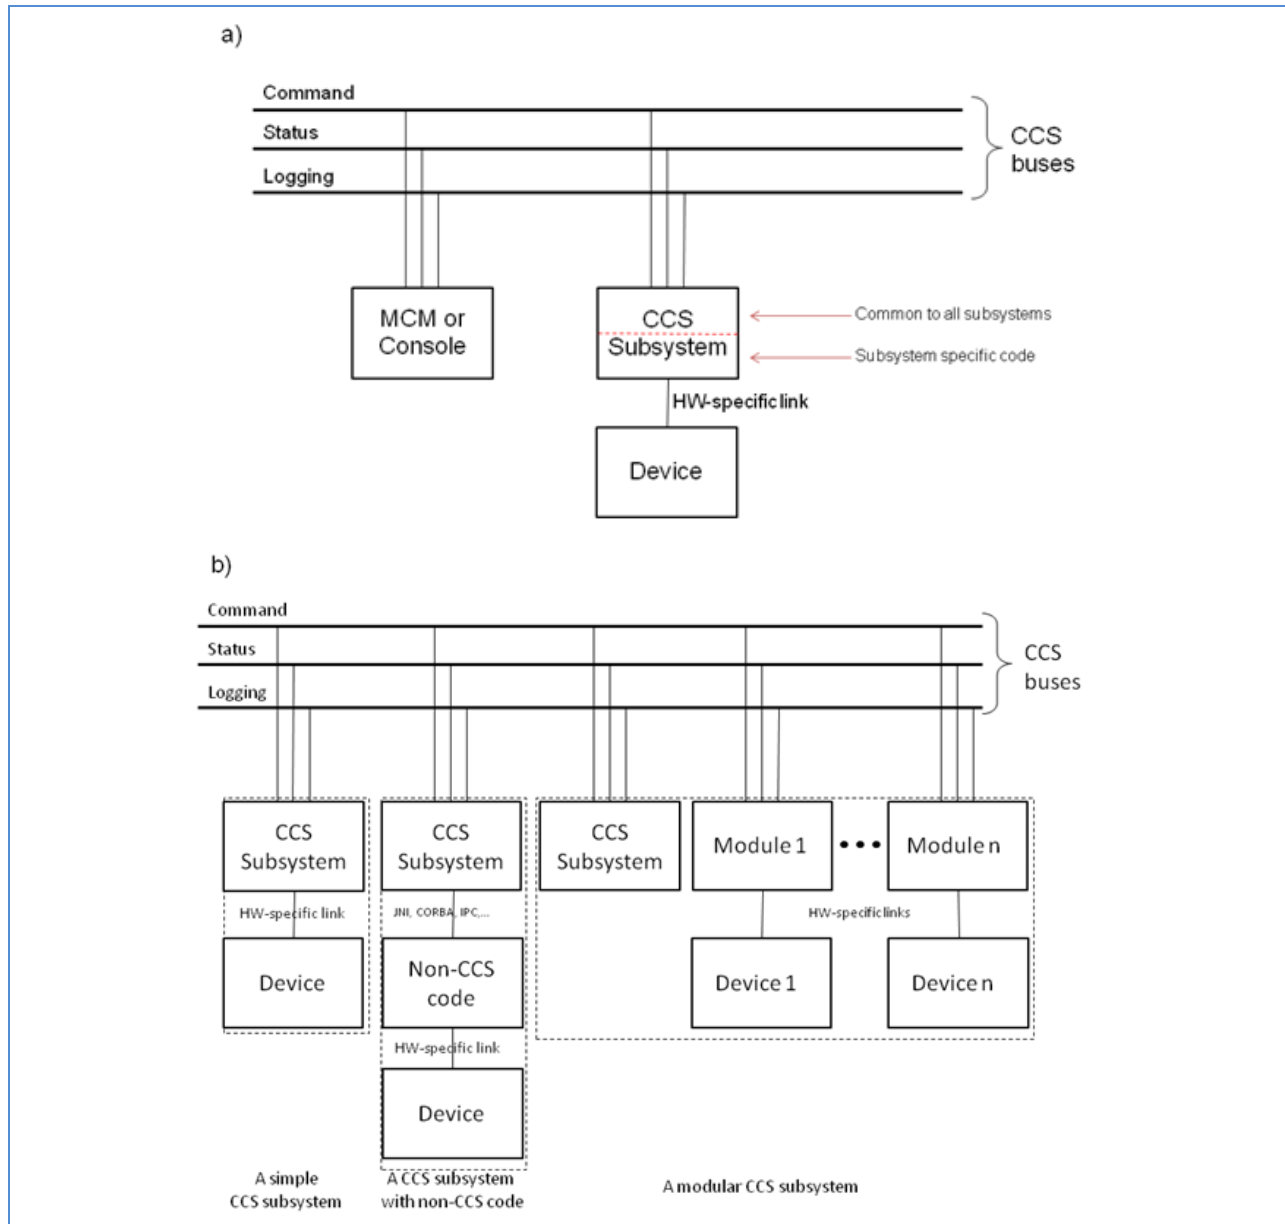 a)
Command
Status
Logging
CCS
buses
MCM or
Console
CCS
Subsystem
Common to all subsystems
Subsystem specific code
HW-specific link
Device
b)
Command
Status
Logging
CCS
buses
CCS
Subsystem
CCS
Subsystem
CCS
Subsystem
Module 1
Module n
HW-specific link
JNI, CORBA, IPC,...
HW-specific links
Device
Non-CCS
code
Device 1
Device n
HW-specific link
Device
A simple
CCS subsystem
A CCS subsystem
with non-CCS code
A modular CCS subsystem